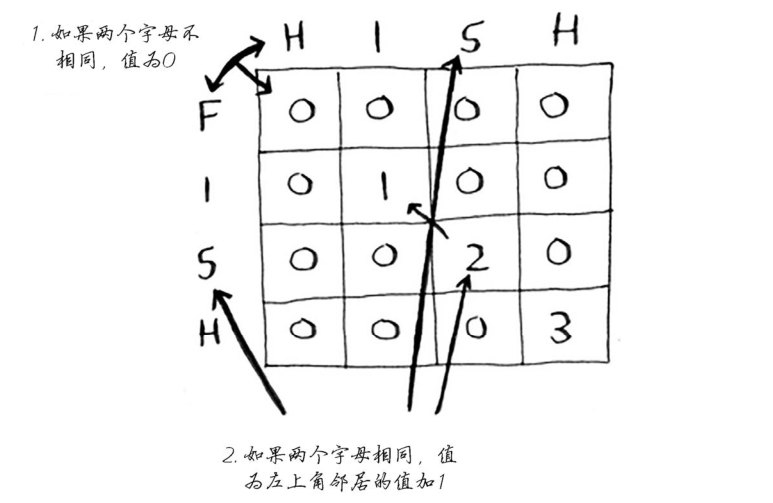 1. 如果两个字母不
相同，值为0
H I S H
F 0 0 0 0
I 0 1 0 0
S 0 0 2 0
H 0 0 0 3
2. 如果两个字母相同，值
为左上角邻居的值加1